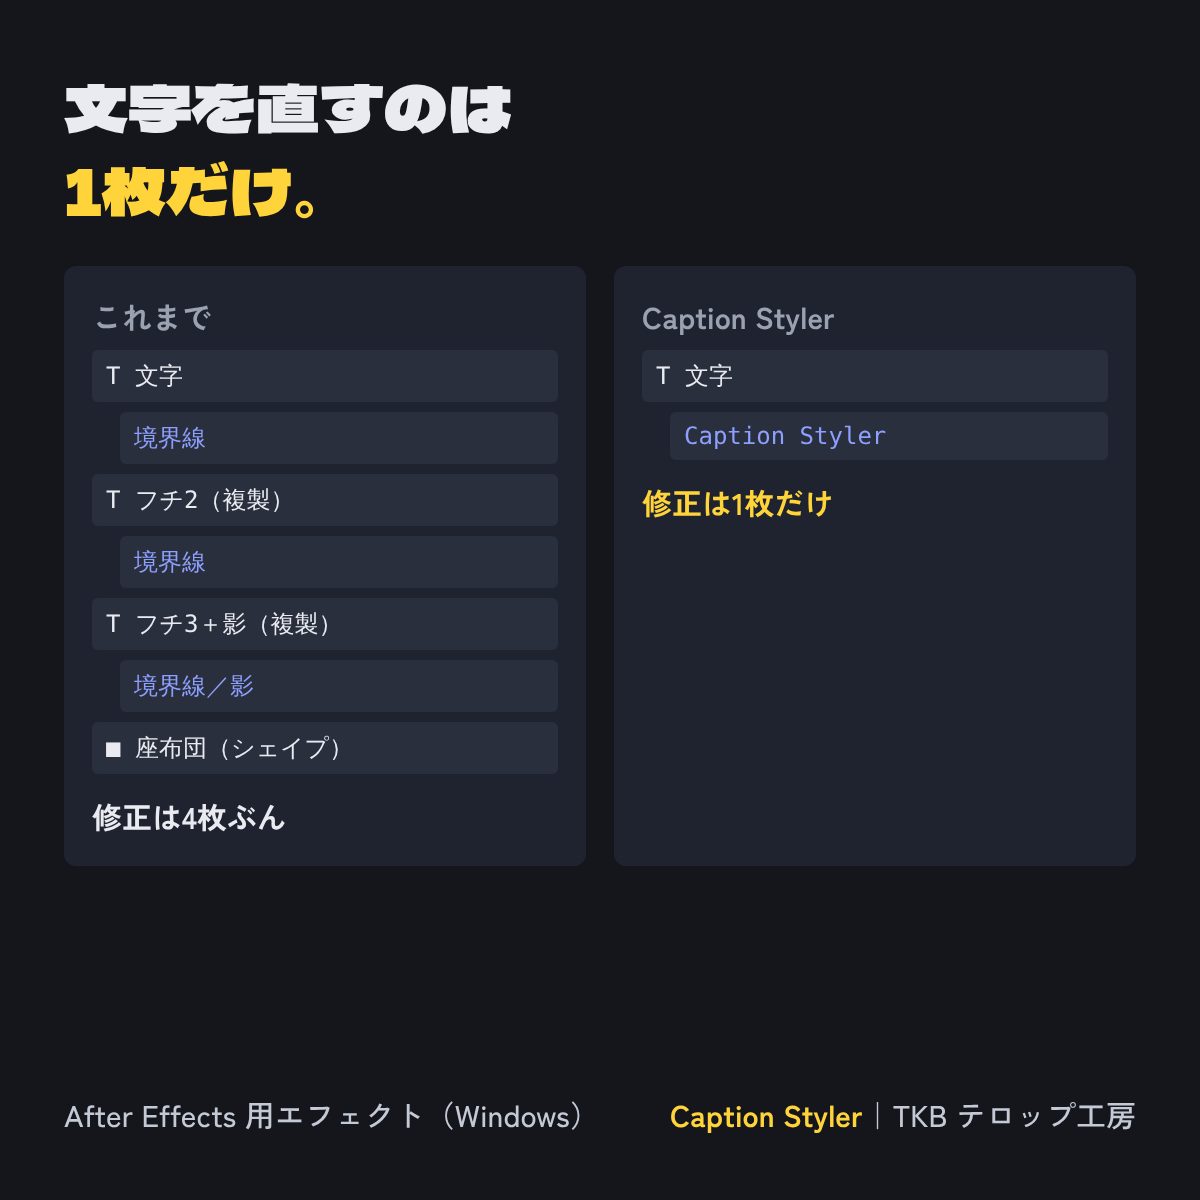 文字を直すのは
1枚だけ。
これまで
T 文字
境界線
T フチ2（複製）
境界線
T フチ3＋影（複製）
境界線／影
■ 座布団（シェイプ）
修正は4枚ぶん
Caption Styler
T 文字
Caption Styler
修正は1枚だけ
After Effects 用エフェクト（Windows）
Caption Styler｜TKB テロップ工房